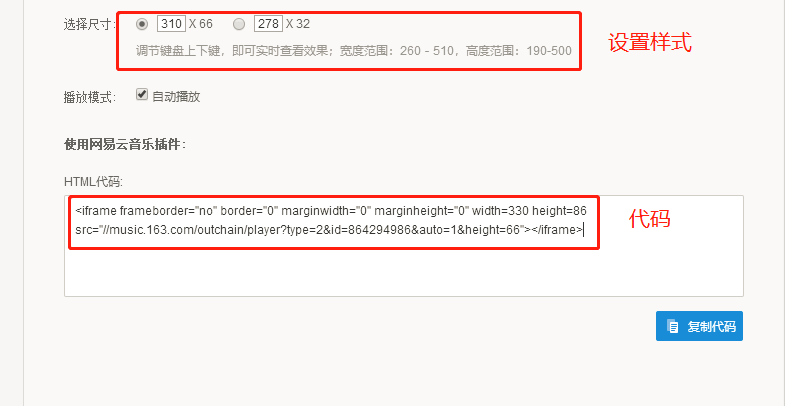 选择尺寸: 310 X 66 278 X 32
设置样式
调节键盘上下键，即可实时查看效果；宽度范围：260 - 510，高度范围：190-500
播放模式: 自动播放
使用网易云音乐插件：
HTML代码:
<iframe frameborder="no" border="0" marginwidth="0" marginheight="0" width=330 height=86
src="//music.163.com/outchain/player?type=2&id=864294986&auto=1&height=66"></iframe>
代码
复制代码